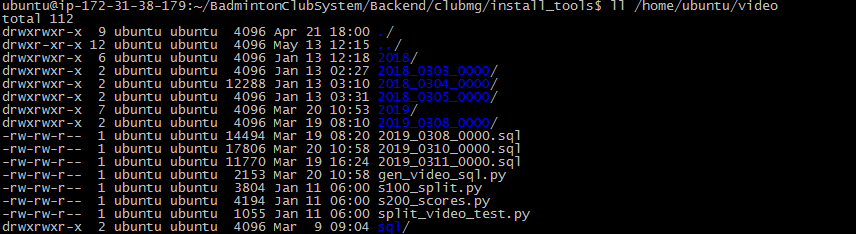 ubuntu@ip-172-31-38-179:~/BadmintonClubSystem/Backend/clubmg/install_tools$ ll /home/ubuntu/video
total 112
drwxrwxr-x 9 ubuntu ubuntu 4096 Apr 21 18:00 ./
drwxr-xr-x 12 ubuntu ubuntu 4096 May 13 12:15 ../
drwxrwxr-x 6 ubuntu ubuntu 4096 Jan 13 12:18 2018/
drwxrwxr-x 2 ubuntu ubuntu 4096 Jan 13 02:27 2018_0303_0000/
drwxrwxr-x 2 ubuntu ubuntu 12288 Jan 13 03:10 2018_0304_0000/
drwxrwxr-x 2 ubuntu ubuntu 4096 Jan 13 03:31 2018_0305_0000/
drwxrwxr-x 7 ubuntu ubuntu 4096 Mar 20 10:53 2019/
drwxrwxr-x 2 ubuntu ubuntu 4096 Mar 19 08:10 2019_0308_0000/
-rw-rw-r-- 1 ubuntu ubuntu 14494 Mar 19 08:20 2019_0308_0000.sql
-rw-rw-r-- 1 ubuntu ubuntu 17806 Mar 20 10:58 2019_0310_0000.sql
-rw-rw-r-- 1 ubuntu ubuntu 11770 Mar 19 16:24 2019_0311_0000.sql
-rw-rw-r-- 1 ubuntu ubuntu 2153 Mar 20 10:58 gen_video_sql.py
-rw-rw-r-- 1 ubuntu ubuntu 3804 Jan 11 06:00 s100_split.py
-rw-rw-r-- 1 ubuntu ubuntu 4194 Jan 11 06:00 s200_scores.py
-rw-rw-r-- 1 ubuntu ubuntu 1055 Jan 11 06:00 split_video_test.py
drwxrwxr-x 2 ubuntu ubuntu 4096 Mar 9 09:04 sql/